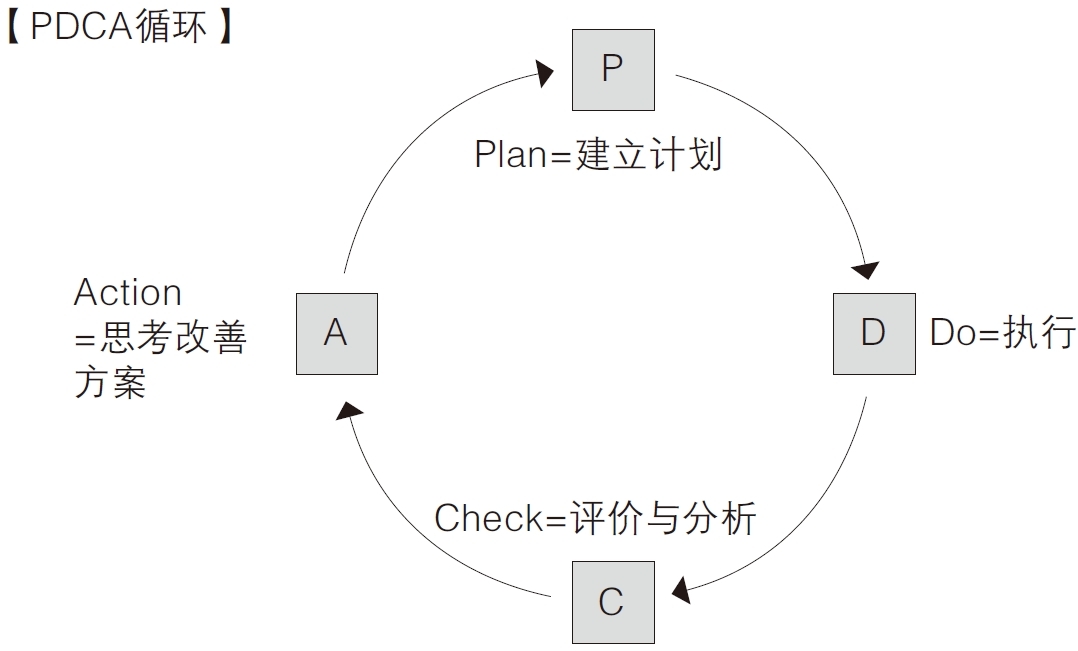 【PDCA循环】
P
Plan=建立计划
Action
=思考改善
方案
A
D
Do=执行
Check=评价与分析
C